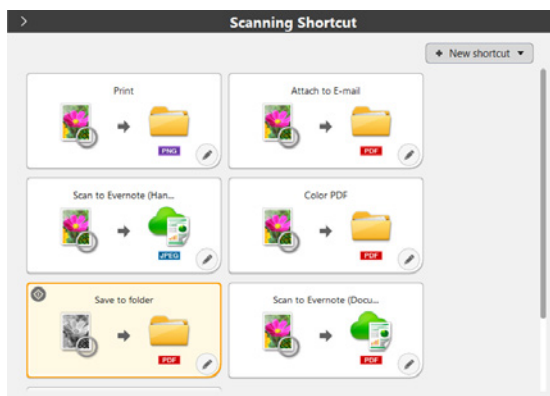 Scanning Shortcut
+ New shortcut
Print
PNG
Attach to E-mail
PDF
Scan to Evernote (Han...
JPEG
Color PDF
PDF
Save to folder
PDF
Scan to Evernote (Docu...
PDF